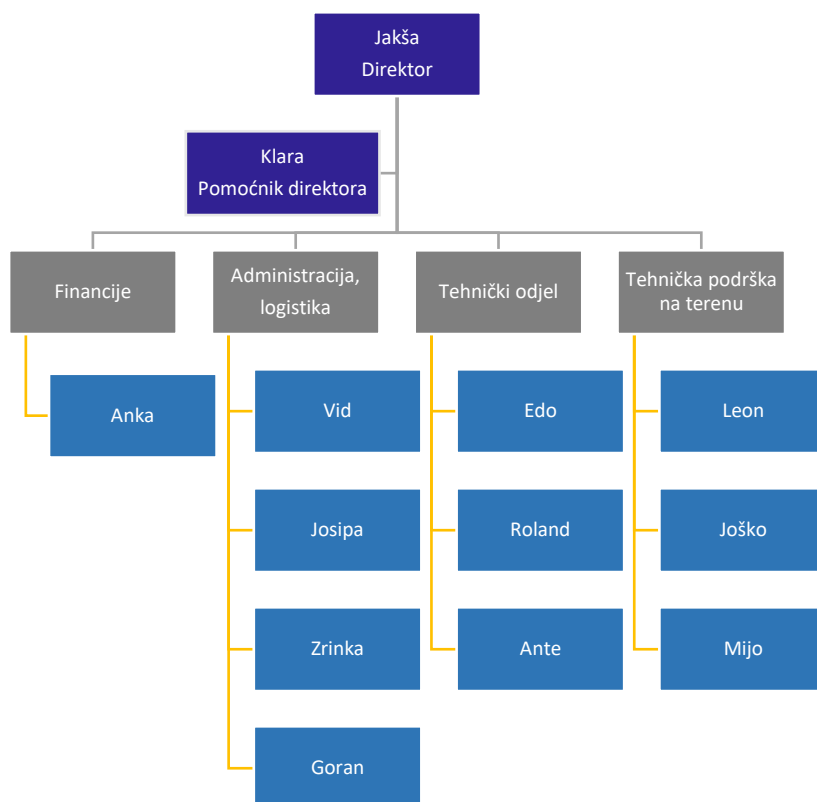 Jakša
Direktor
Klara
Pomoćnik direktora
Financije
Administracija,
logistika
Tehnički odjel
Tehnička podrška
na terenu
Anka
Vid
Edo
Leon
Josipa
Roland
Joško
Zrinka
Ante
Mijo
Goran